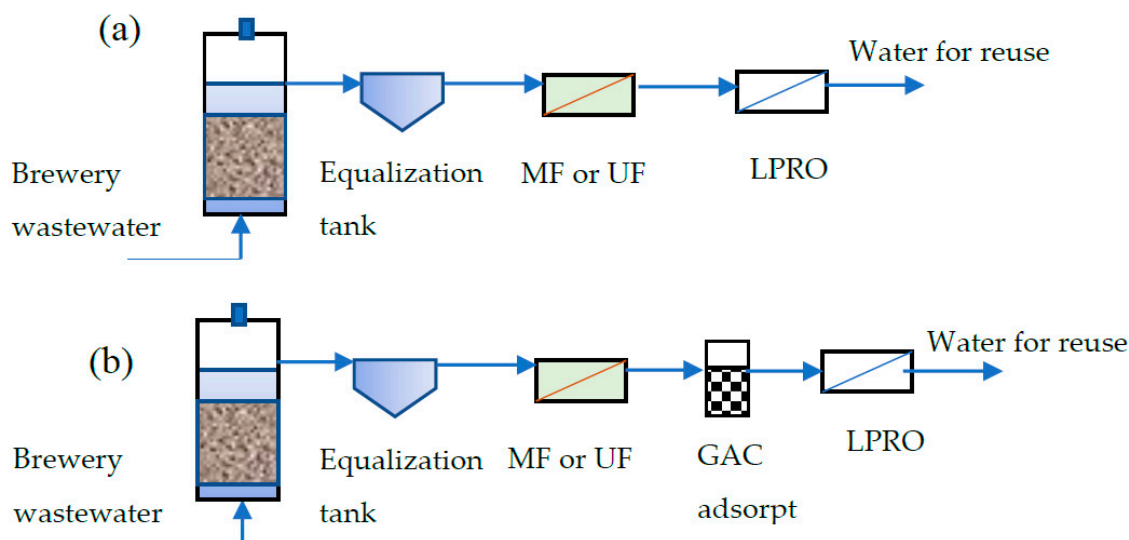 (a)
Water for reuse
Brewery
wastewater
Equalization
tank
MF or UF
LPRO
(b)
Water for reuse
Brewery
wastewater
Equalization
tank
MF or UF
GAC
adsorpt
LPRO